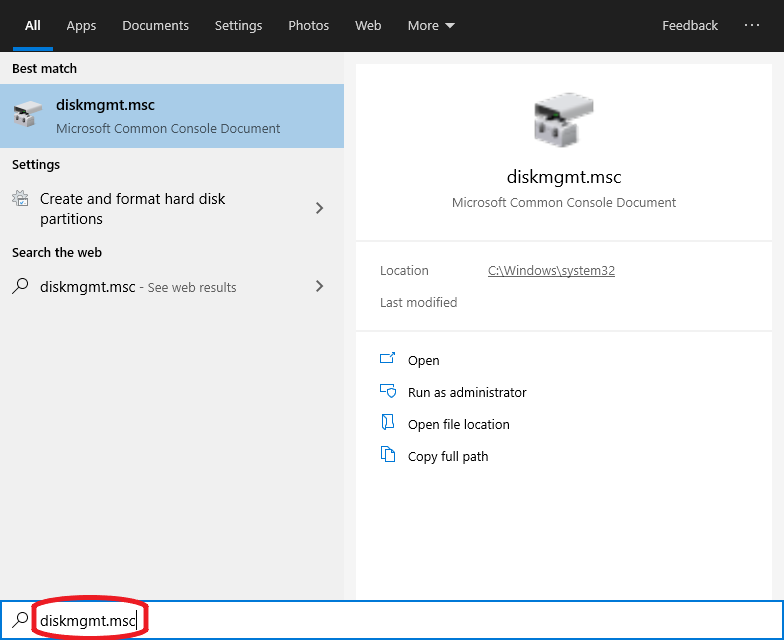 All Apps Documents Settings Photos Web More Feedback ...
Best match
diskmgmt.msc
Microsoft Common Console Document
Settings
Create and format hard disk
partitions
Search the web
diskmgmt.msc - See web results
diskmgmt.msc
Microsoft Common Console Document
Location C:\Windows\system32
Last modified
Open
Run as administrator
Open file location
Copy full path
diskmgmt.msc